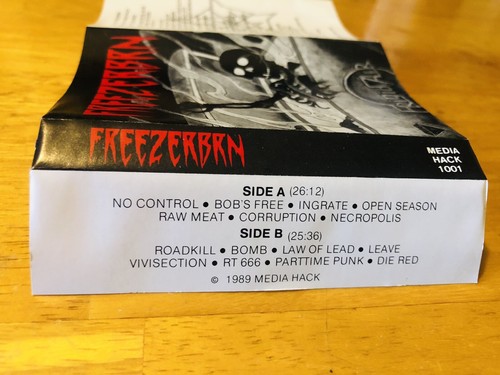 FREEZERBRN
FREEZERBRN
MEDIA
HACK
1001
SIDE A (26:12)
NO CONTROL • BOB'S FREE • INGRATE • OPEN SEASON
RAW MEAT • CORRUPTION • NECROPOLIS
SIDE B (25:36)
ROADKILL • BOMB • LAW OF LEAD • LEAVE
VIVISECTION • RT 666 • PARTTIME PUNK • DIE RED
© 1989 MEDIA HACK